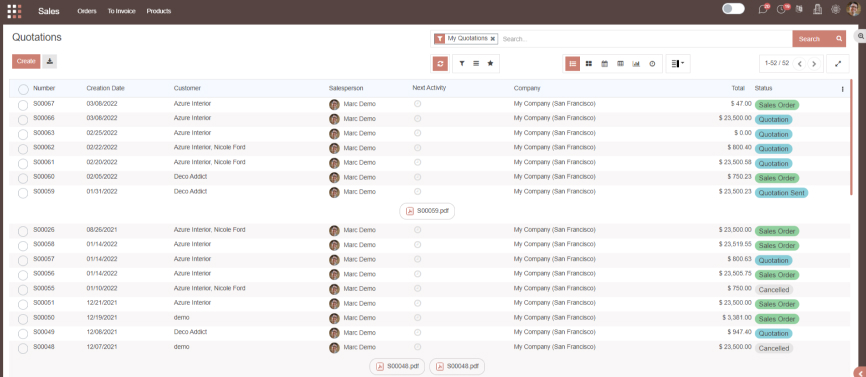 Sales Orders To Invoice Products
Quotations
My Quotations x Search...
Search
Create
1-52 / 52
Number Creation Date Customer Salesperson Next Activity Company Total Status
S00067 03/08/2022 Azure Interior Marc Demo My Company (San Francisco) $ 47.00 Sales Order
S00066 03/08/2022 Azure Interior Marc Demo My Company (San Francisco) $ 23,500.00 Quotation
S00063 02/25/2022 Azure Interior Marc Demo My Company (San Francisco) $ 0.00 Quotation
S00062 02/22/2022 Azure Interior, Nicole Ford Marc Demo My Company (San Francisco) $ 600.40 Quotation
S00061 02/20/2022 Azure Interior, Nicole Ford Marc Demo My Company (San Francisco) $ 23,500.58 Quotation
S00060 02/05/2022 Deco Addict Marc Demo My Company (San Francisco) $ 750.23 Sales Order
S00059 01/31/2022 Deco Addict Marc Demo My Company (San Francisco) $ 23,500.23 Quotation Sent
S00059.pdf
S00026 08/26/2021 Azure Interior, Nicole Ford Marc Demo My Company (San Francisco) $ 23,500.00 Sales Order
S00058 01/14/2022 Azure Interior Marc Demo My Company (San Francisco) $ 23,519.55 Sales Order
S00057 01/14/2022 Azure Interior Marc Demo My Company (San Francisco) $ 800.63 Quotation
S00056 01/14/2022 Azure Interior Marc Demo My Company (San Francisco) $ 23,505.75 Sales Order
S00055 01/10/2022 Azure Interior, Nicole Ford Marc Demo My Company (San Francisco) $ 750.00 Cancelled
S00051 12/21/2021 Azure Interior Marc Demo My Company (San Francisco) $ 23,500.00 Sales Order
S00050 12/19/2021 demo Marc Demo My Company (San Francisco) $ 3,381.00 Sales Order
S00049 12/08/2021 Deco Addict Marc Demo My Company (San Francisco) $ 947.40 Quotation
S00048 12/07/2021 demo Marc Demo My Company (San Francisco) $ 23,500.00 Cancelled
S00048.pdf S00048.pdf